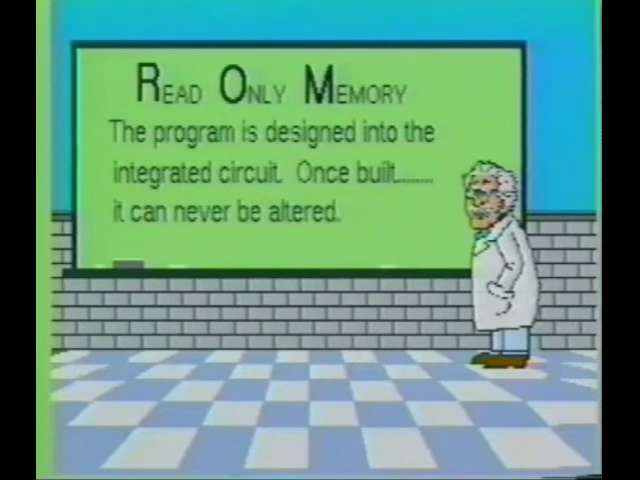 READ ONLY MEMORY
The program is designed into the
integrated circuit. Once built.......
it can never be altered.